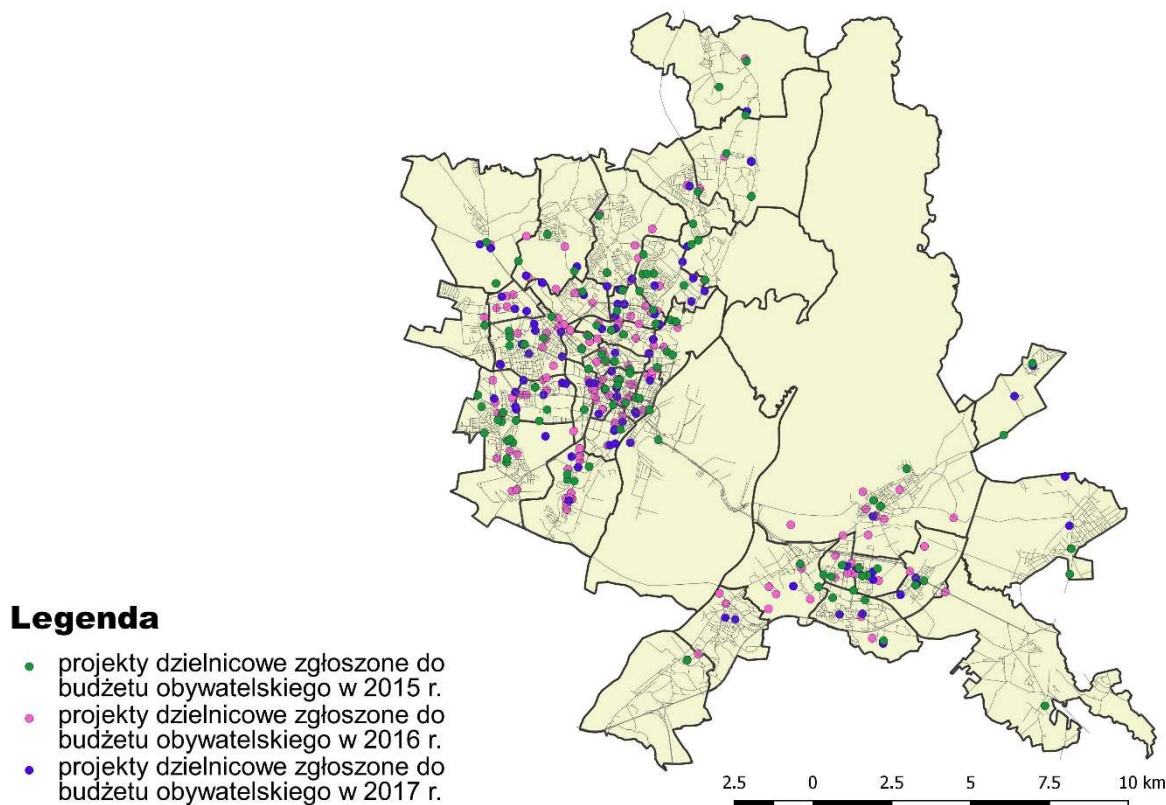 Legenda
projekty dzielnicowe zgłoszone do
budżetu obywatelskiego w 2015 r.
projekty dzielnicowe zgłoszone do
budżetu obywatelskiego w 2016 r.
projekty dzielnicowe zgłoszone do
budżetu obywatelskiego w 2017 r.
2.5 0 2.5 5 7.5 10 km